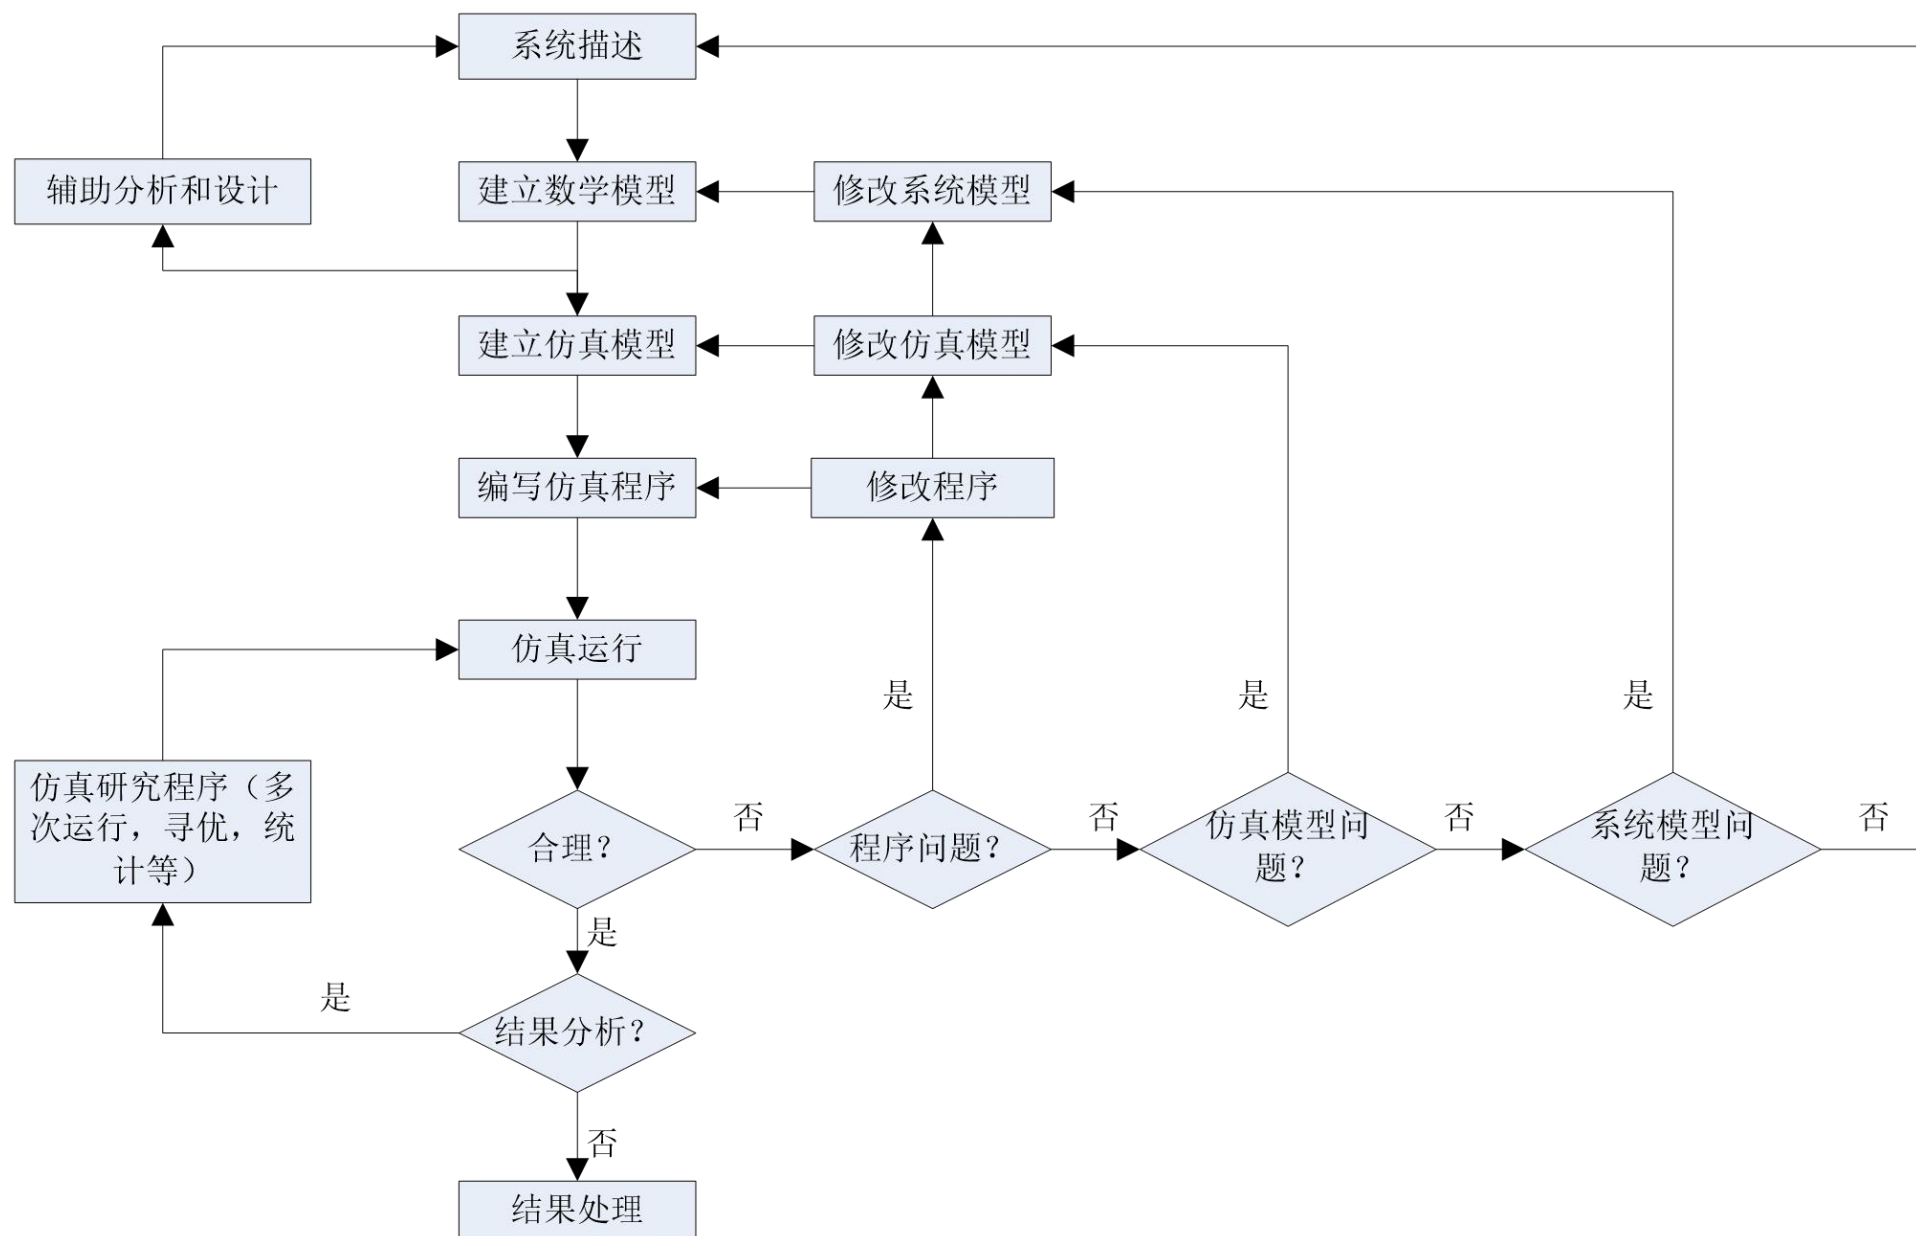 系统描述
辅助分析和设计
建立数学模型
修改系统模型
建立仿真模型
修改仿真模型
编写仿真程序
修改程序
仿真运行
是
是
是
仿真研究程序（多
次运行，寻优，统
计等）
合理？
否
程序问题？
否
仿真模型问
题？
否
系统模型问
题？
否
是
是
结果分析？
否
结果处理